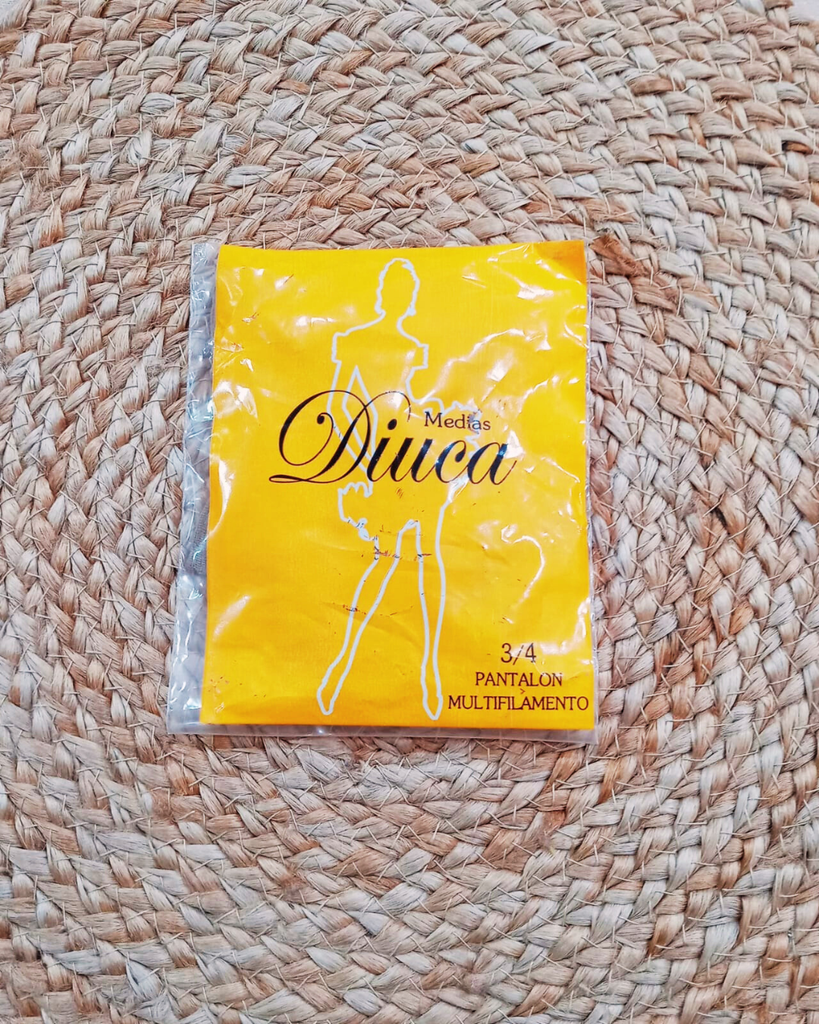 Medias
Diuca
3/4
PANTALON
MULTIFILAMENTO